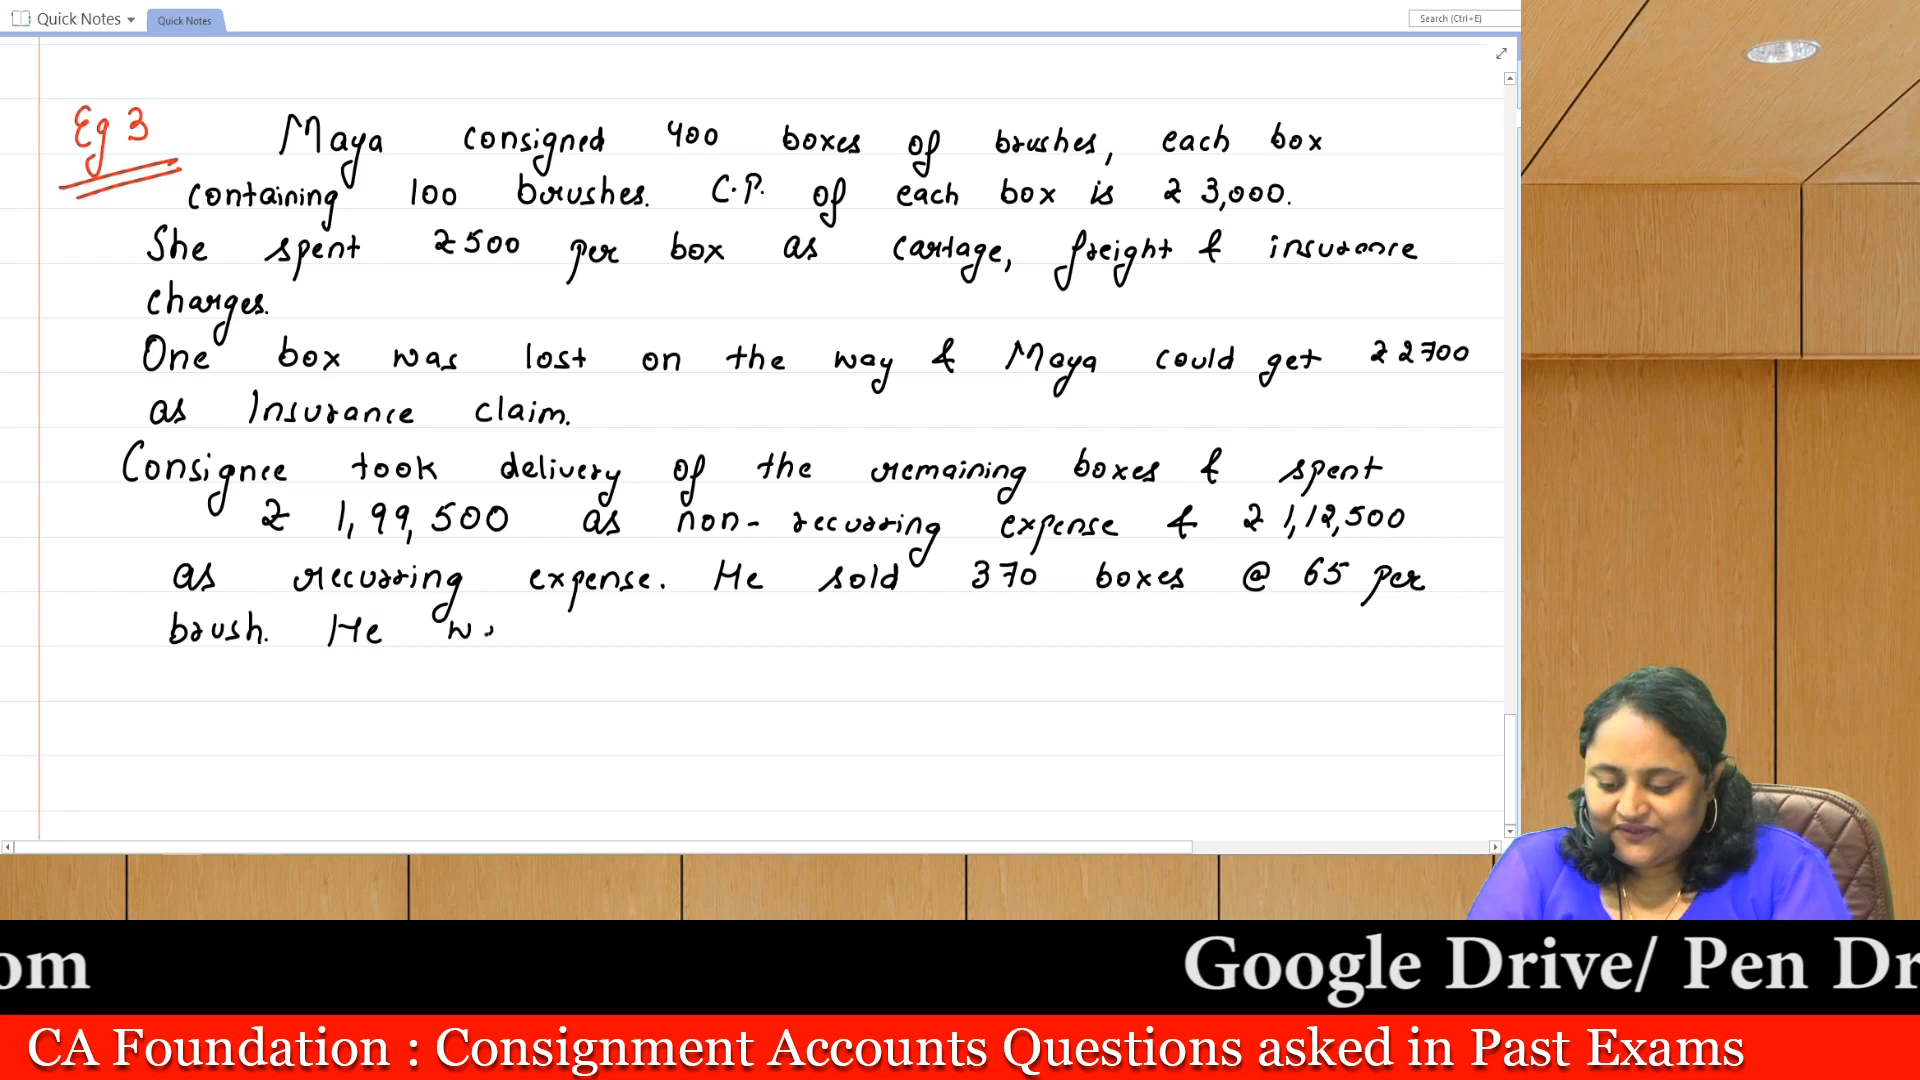 Quick Notes
Quick Notes
Search (Ctrl+E)
Eg 3
Maya consigned 400 boxes of brushes, each box
containing 100 brushes. C.P. of each box is ₹ 3,000.
She spent ₹ 500 per box as cartage, freight & insurance
charges.
One box was lost on the way & Maya could get ₹ 2700
as Insurance claim.
Consignee took delivery of the remaining boxes & spent
₹ 1,99,500 as non-recurring expense & ₹ 1,12,500
as recurring expense. He sold 370 boxes @ 65 per
brush. He
om
Google Drive/ Pen Dr
CA Foundation : Consignment Accounts Questions asked in Past Exams